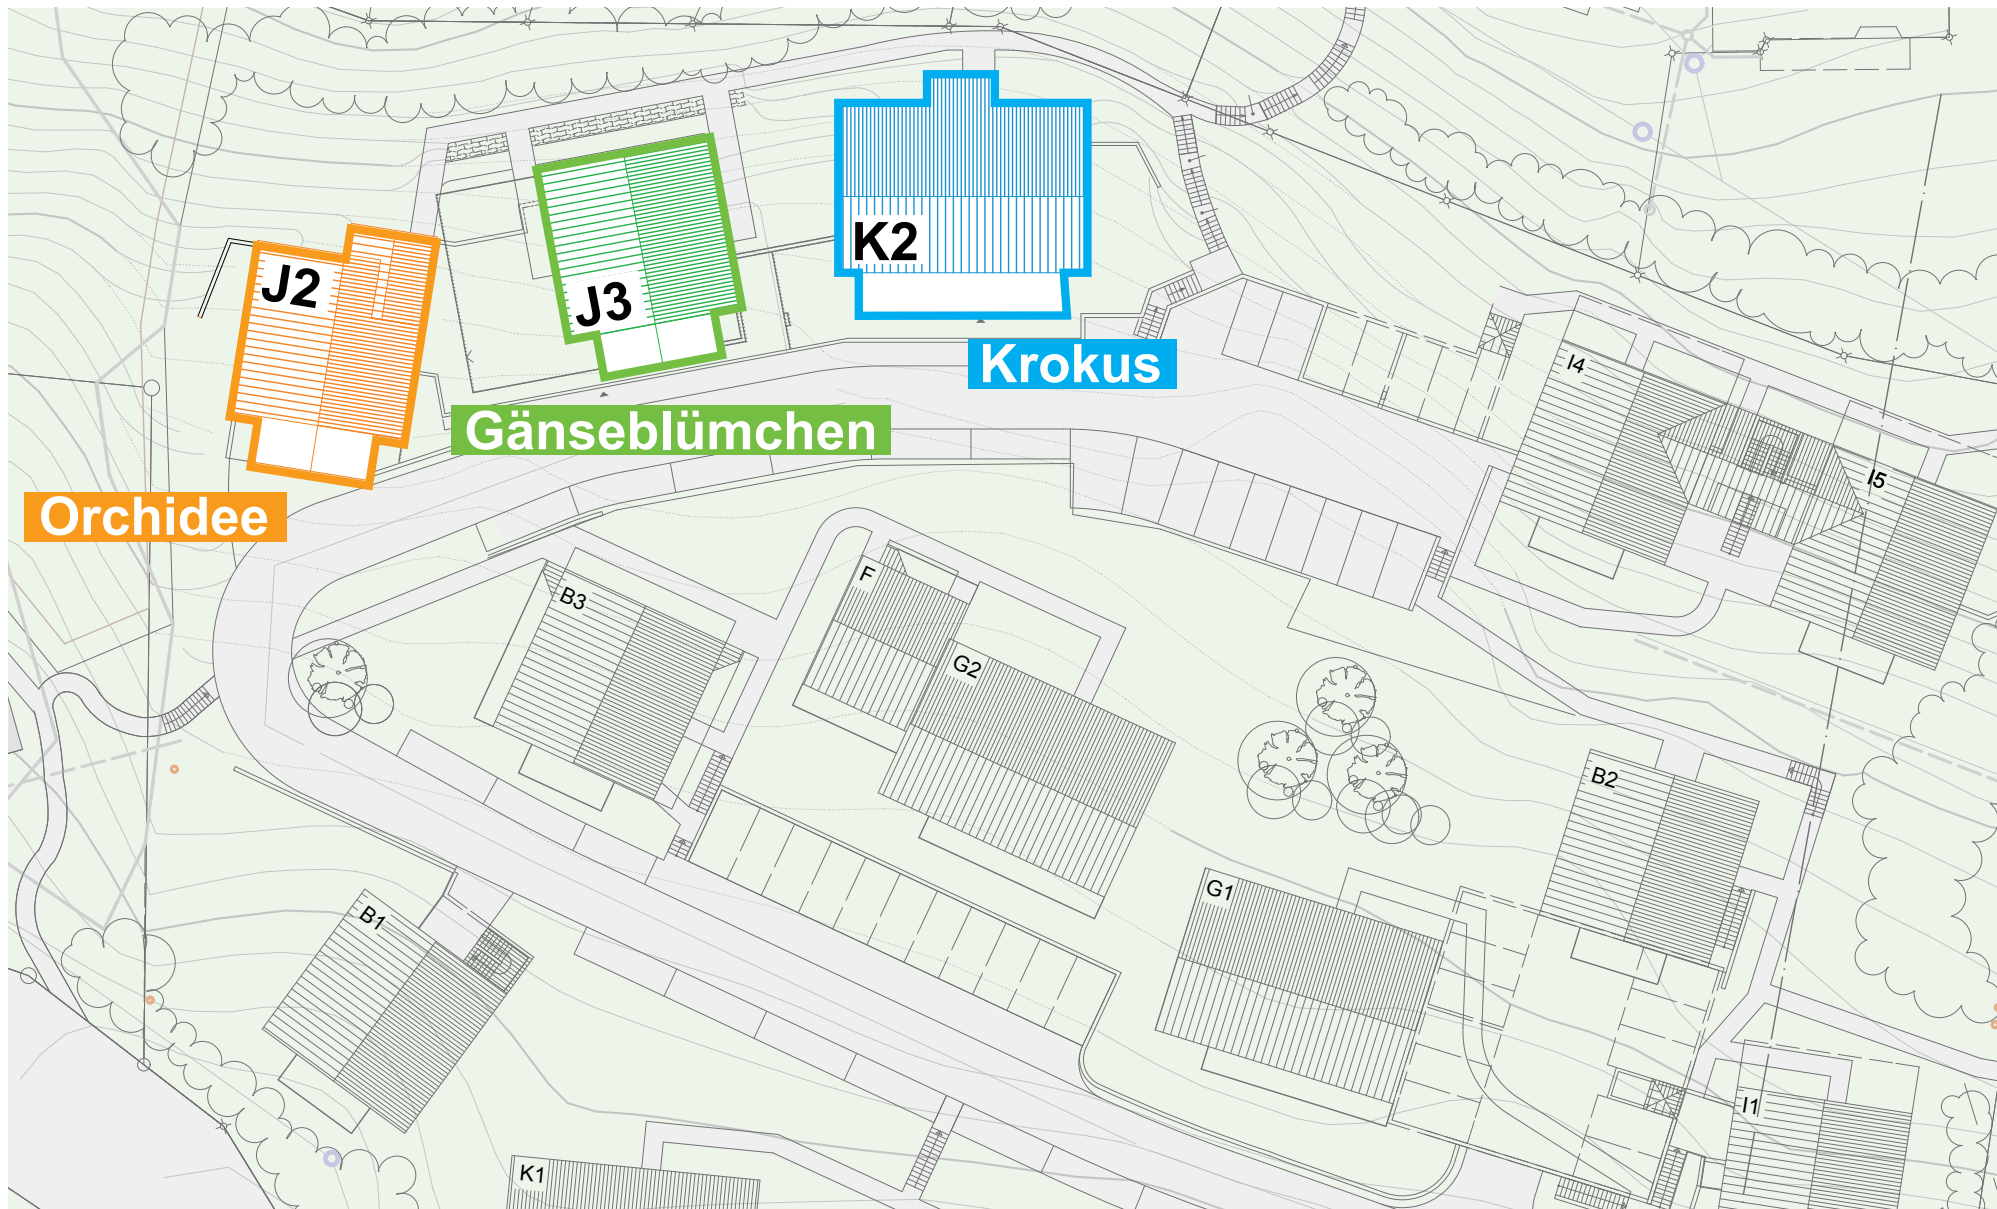 K2
J2
J3
Krokus
I4
Gänseblümchen
I5
Orchidee
F
B3
G2
B2
G1
B1
I1
K1